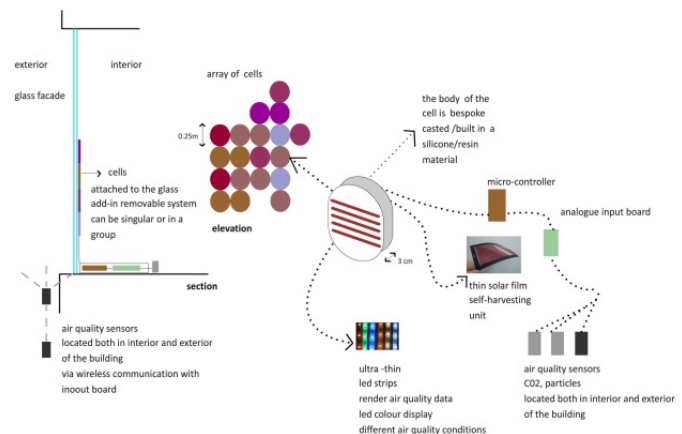 exterior
interior
glass facade
cells
attached to the glass
add-in removable system
can be singular or in a
group
section
air quality sensors
located both in interior and exterior
of the building
via wireless communication with
inoout board
array of cells
0.25m
elevation
the body of the
cell is bespoke
casted /built in a
silicone/resin
material
3 cm
micro-controller
analogue input board
thin solar film
self-harvesting
unit
ultra -thin
led strips
render air quality data
led colour display
different air quality conditions
air quality sensors
C02, particles
located both in interior and exterior
of the building